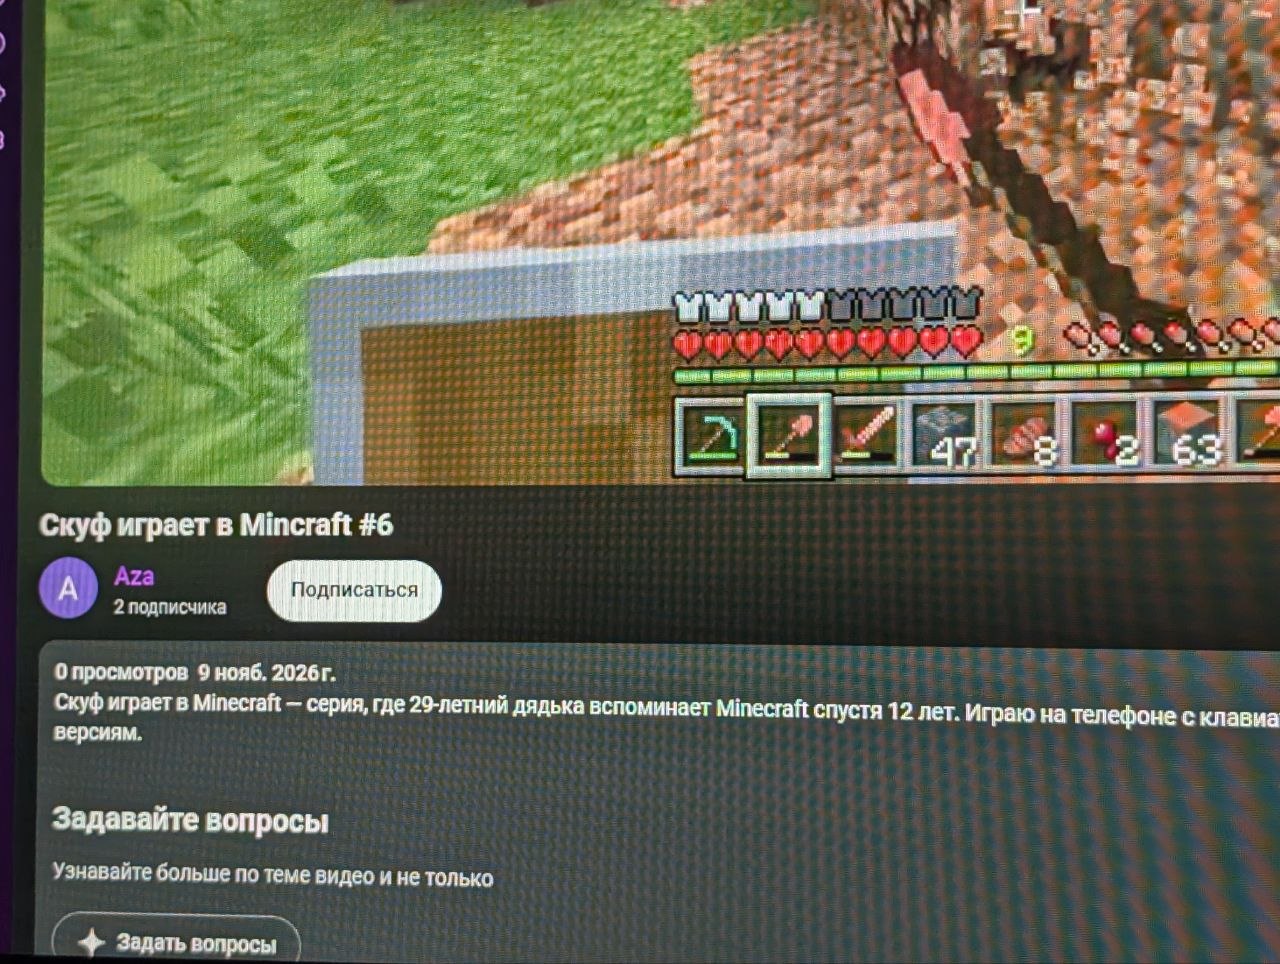 9
47
8
2
63
Скуф играет в Mincraft #6
A
Aza
2 подписчика
Подписаться
0 просмотров 9 нояб. 2026 г.
Скуф играет в Minecraft — серия, где 29-летний дядька вспоминает Minecraft спустя 12 лет. Играю на телефоне с
версиям.
Задавайте вопросы
Узнавайте больше по теме видео и не только
Задать вопросы